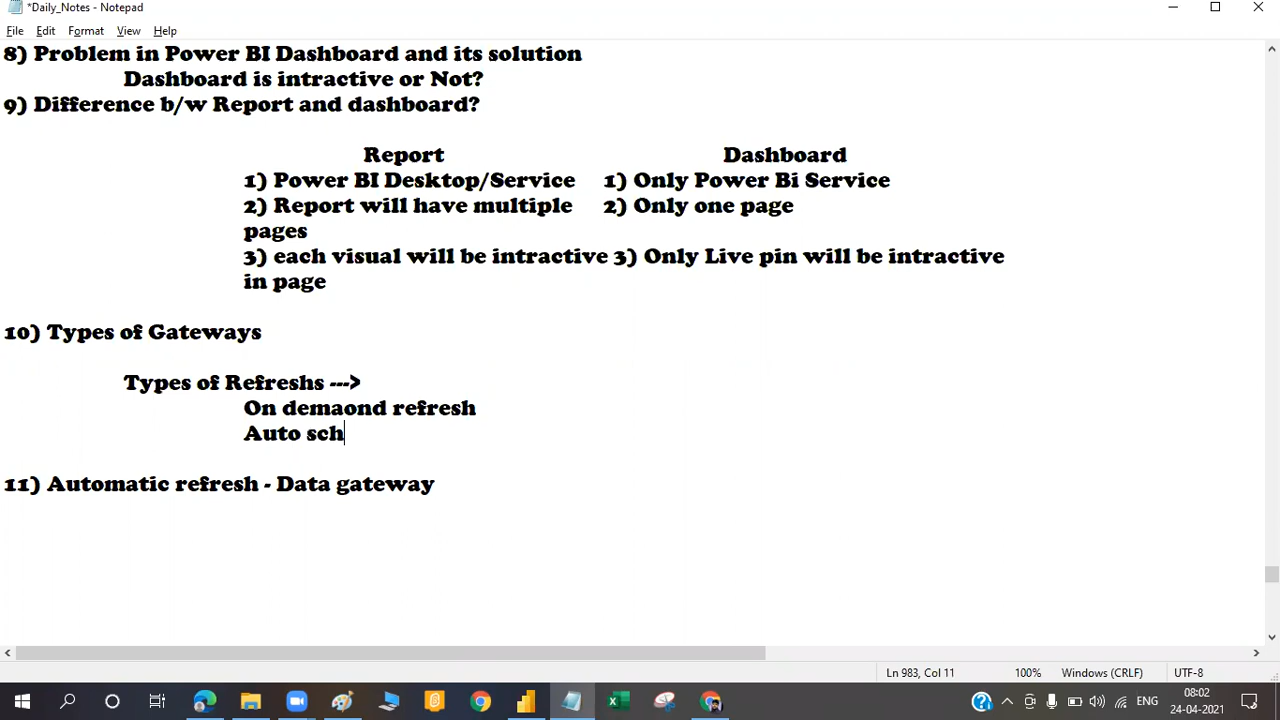 *Daily_Notes - Notepad
File Edit Format View Help
8) Problem in Power BI Dashboard and its solution
Dashboard is intractive or Not?
9) Difference b/w Report and dashboard?
Report Dashboard
1) Power BI Desktop/Service 1) Only Power Bi Service
2) Report will have multiple 2) Only one page
pages
3) each visual will be intractive 3) Only Live pin will be intractive
in page
10) Types of Gateways
Types of Refreshs --->
On demaond refresh
Auto sch
11) Automatic refresh - Data gateway
Ln 983, Col 11 100% Windows (CRLF) UTF-8
ENG 08:02
24-04-2021